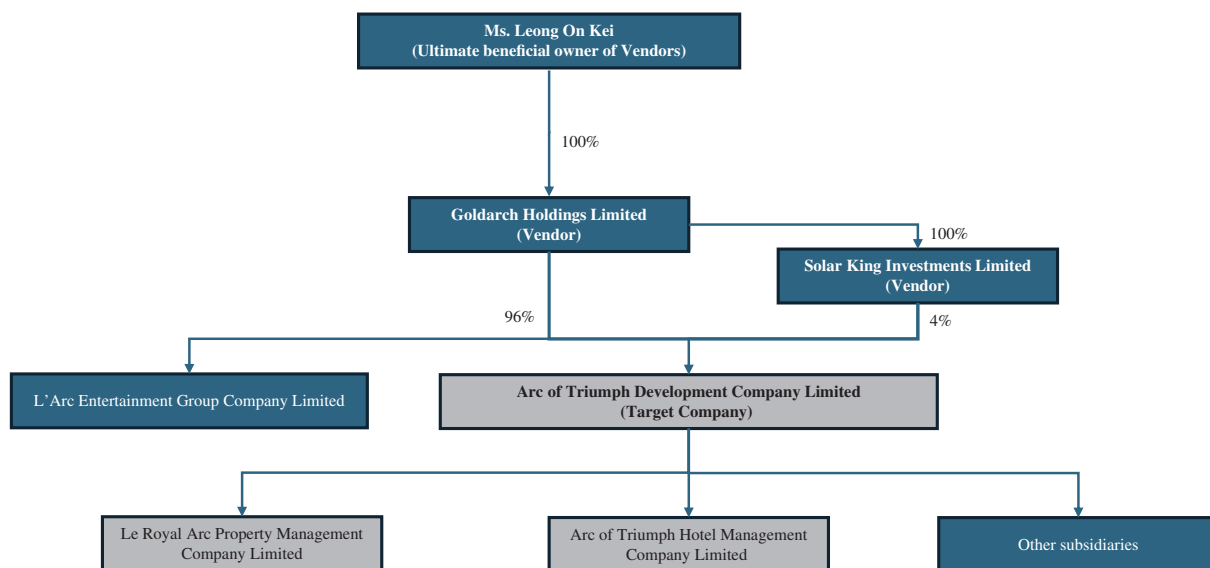 Ms. Leong On Kei
(Ultimate beneficial owner of Vendors)
100%
Goldarch Holdings Limited
(Vendor)
100%
Solar King Investments Limited
(Vendor)
96%
4%
L'Arc Entertainment Group Company Limited
Arc of Triumph Development Company Limited
(Target Company)
Le Royal Arc Property Management
Company Limited
Arc of Triumph Hotel Management
Company Limited
Other subsidiaries